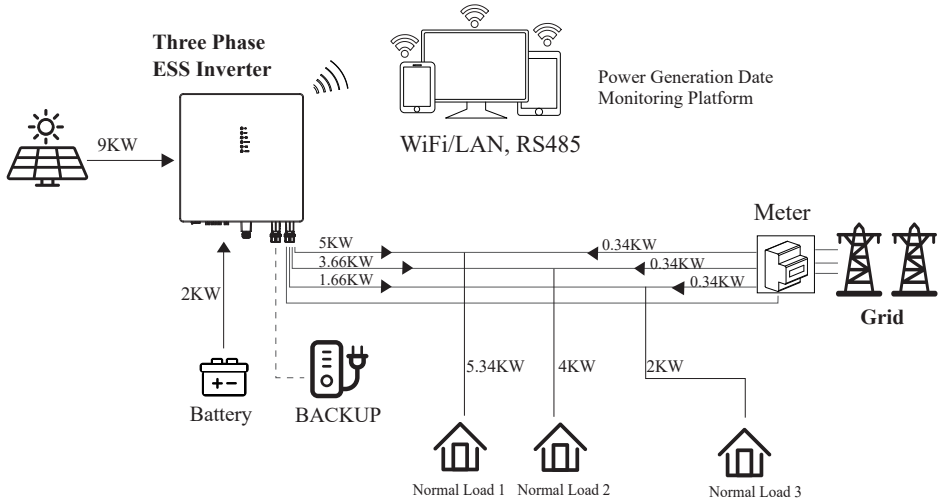 Three Phase
ESS Inverter
Power Generation Date
Monitoring Platform
WiFi/LAN, RS485
9KW
Meter
5KW
0.34KW
3.66KW
0.34KW
1.66KW
0.34KW
2KW
Grid
5.34KW
4KW
2KW
Battery
BACKUP
Normal Load 1
Normal Load 2
Normal Load 3